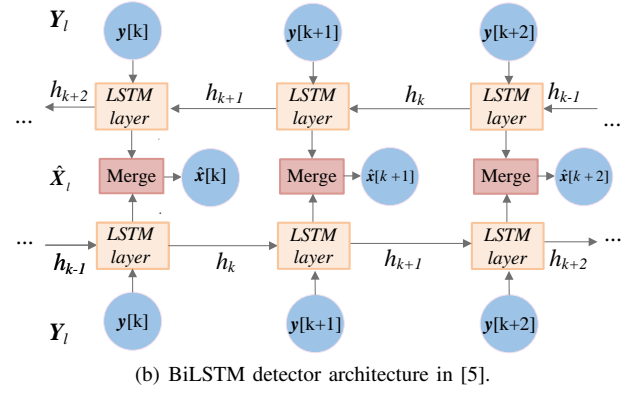 Y_l y[k] y[k+1] y[k+2]
h_{k+2} LSTM layer h_{k+1} LSTM layer h_k LSTM layer h_{k-1}
... ...
X̂_l Merge x̂[k] Merge x̂[k+1] Merge x̂[k+2]
... LSTM layer LSTM layer LSTM layer ...
h_{k-1} h_k h_{k+1} h_{k+2}
Y_l y[k] y[k+1] y[k+2]
(b) BiLSTM detector architecture in [5].